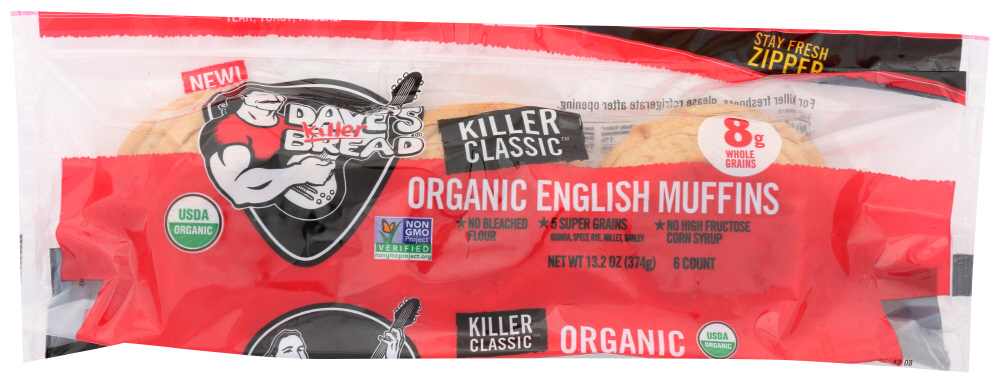 STAY FRESH
ZIPPER
NEW!
For killer freshness, please refrigerate after opening.
DAVE'S
Killer
BREAD
KILLER
CLASSIC™
8g
WHOLE
GRAINS
ORGANIC ENGLISH MUFFINS
USDA
ORGANIC
NON
GMO
Project
VERIFIED
nongmoproject.org
★ NO BLEACHED
FLOUR
★ 5 SUPER GRAINS
QUINOA, SPELT, RYE, MILLET, BARLEY
★ NO HIGH FRUCTOSE
CORN SYRUP
NET WT 13.2 OZ (374g) 6 COUNT
KILLER
CLASSIC™
ORGANIC
USDA
ORGANIC